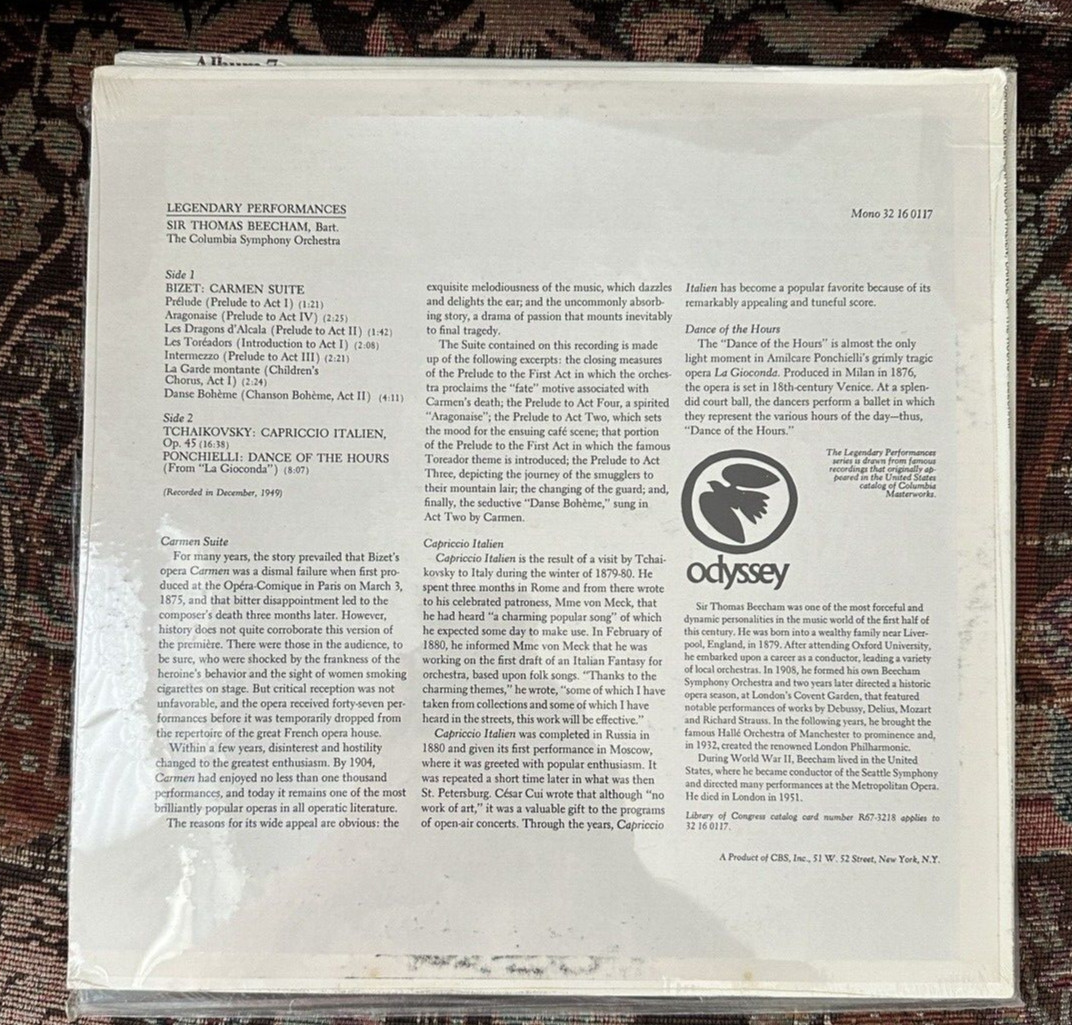 Album 7
LEGENDARY PERFORMANCES
SIR THOMAS BEECHAM, Bart.
The Columbia Symphony Orchestra
Mono 32 16 0117
Side 1
BIZET: CARMEN SUITE
Prélude (Prelude to Act I) (1:21)
Aragonaise (Prelude to Act IV) (2:25)
Les Dragons d'Alcala (Prelude to Act II) (1:42)
Les Toréadors (Introduction to Act I) (2:08)
Intermezzo (Prelude to Act III) (2:21)
La Garde montante (Children's
Chorus, Act I) (2:24)
Danse Bohème (Chanson Bohème, Act II) (4:11)
Side 2
TCHAIKOVSKY: CAPRICCIO ITALIEN,
Op. 45 (16:38)
PONCHIELLI: DANCE OF THE HOURS
(From "La Gioconda") (8:07)
(Recorded in December, 1949)
Carmen Suite
For many years, the story prevailed that Bizet's
opera Carmen was a dismal failure when first pro-
duced at the Opéra-Comique in Paris on March 3,
1875, and that bitter disappointment led to the
composer's death three months later. However,
history does not quite corroborate this version of
the première. There were those in the audience, to
be sure, who were shocked by the frankness of the
heroine's behavior and the sight of women smoking
cigarettes on stage. But critical reception was not
unfavorable, and the opera received forty-seven per-
formances before it was temporarily dropped from
the repertoire of the great French opera house.
Within a few years, disinterest and hostility
changed to the greatest enthusiasm. By 1904,
Carmen had enjoyed no less than one thousand
performances, and today it remains one of the most
brilliantly popular operas in all operatic literature.
The reasons for its wide appeal are obvious: the
exquisite melodiousness of the music, which dazzles
and delights the ear; and the uncommonly absorb-
ing story, a drama of passion that mounts inevitably
to final tragedy.
The Suite contained on this recording is made
up of the following excerpts: the closing measures
of the Prelude to the First Act in which the orches-
tra proclaims the "fate" motive associated with
Carmen's death; the Prelude to Act Four, a spirited
"Aragonaise"; the Prelude to Act Two, which sets
the mood for the ensuing café scene; that portion
of the Prelude to the First Act in which the famous
Toreador theme is introduced; the Prelude to Act
Three, depicting the journey of the smugglers to
their mountain lair; the changing of the guard; and,
finally, the seductive "Danse Bohème," sung in
Act Two by Carmen.
Capriccio Italien
Capriccio Italien is the result of a visit by Tchai-
kovsky to Italy during the winter of 1879-80. He
spent three months in Rome and from there wrote
to his celebrated patroness, Mme von Meck, that
he had heard "a charming popular song" of which
he expected some day to make use. In February of
1880, he informed Mme von Meck that he was
working on the first draft of an Italian Fantasy for
orchestra, based upon folk songs. "Thanks to the
charming themes," he wrote, "some of which I have
taken from collections and some of which I have
heard in the streets, this work will be effective."
Capriccio Italien was completed in Russia in
1880 and given its first performance in Moscow,
where it was greeted with popular enthusiasm. It
was repeated a short time later in what was then
St. Petersburg. César Cui wrote that although "no
work of art," it was a valuable gift to the programs
of open-air concerts. Through the years, Capriccio
Italien has become a popular favorite because of its
remarkably appealing and tuneful score.
Dance of the Hours
The "Dance of the Hours" is almost the only
light moment in Amilcare Ponchielli's grimly tragic
opera La Gioconda. Produced in Milan in 1876,
the opera is set in 18th-century Venice. At a splen-
did court ball, the dancers perform a ballet in which
they represent the various hours of the day—thus,
"Dance of the Hours."
The Legendary Performances
series is drawn from famous
recordings that originally ap-
peared in the United States
catalog of Columbia
Masterworks.
odyssey
Sir Thomas Beecham was one of the most forceful and
dynamic personalities in the music world of the first half of
this century. He was born into a wealthy family near Liver-
pool, England, in 1879. After attending Oxford University,
he embarked upon a career as a conductor, leading a variety
of local orchestras. In 1908, he formed his own Beecham
Symphony Orchestra and two years later directed a historic
opera season, at London's Covent Garden, that featured
notable performances of works by Debussy, Delius, Mozart
and Richard Strauss. In the following years, he brought the
famous Hallé Orchestra of Manchester to prominence and,
in 1932, created the renowned London Philharmonic.
During World War II, Beecham lived in the United
States, where he became conductor of the Seattle Symphony
and directed many performances at the Metropolitan Opera.
He died in London in 1951.
Library of Congress catalog card number R67-3218 applies to
32 16 0117.
A Product of CBS, Inc., 51 W. 52 Street, New York, N.Y.